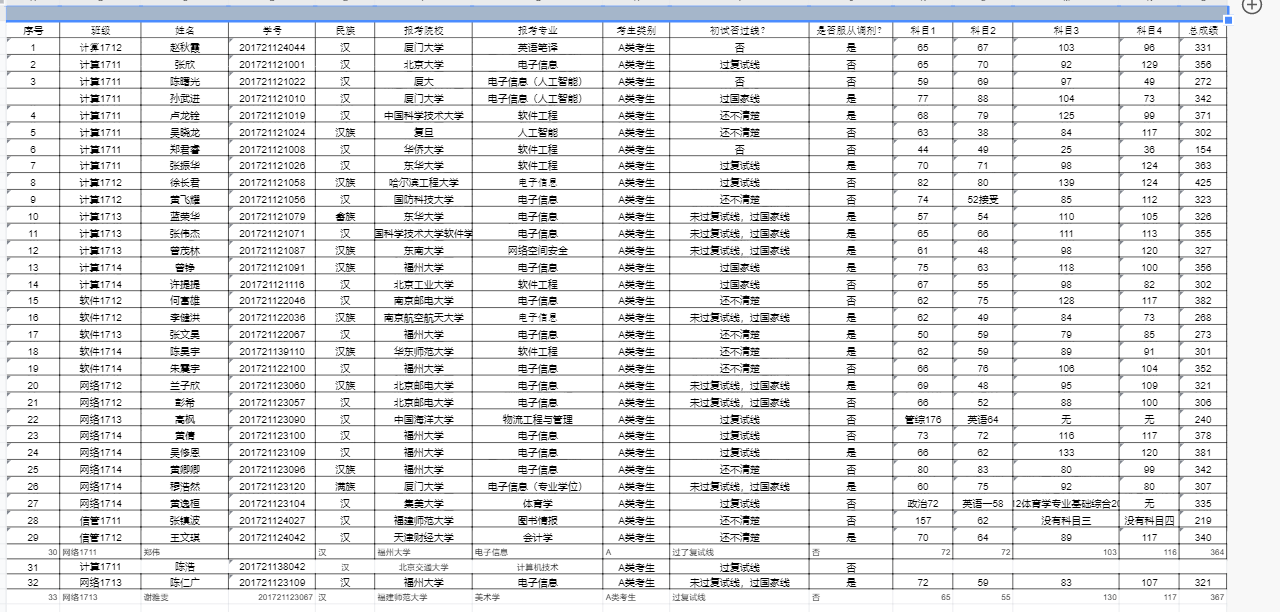 序号 班级 姓名 学号 民族 报考院校 报考专业 考生类别 初试否过线? 是否服从调剂? 科目1 科目2 科目3 科目4 总成绩
1 计算1712 赵秋霞 201721124044 汉 厦门大学 英语笔译 A类考生 否 是 65 67 103 96 331
2 计算1711 张欣 201721121001 汉 北京大学 电子信息 A类考生 过复试线 否 65 70 92 129 356
3 计算1711 陈曙光 201721121022 汉 厦大 电子信息（人工智能） A类考生 否 否 59 69 97 49 272
计算1711 孙武进 201721121010 汉 厦门大学 电子信息（人工智能） A类考生 过国家线 是 77 88 104 73 342
4 计算1711 卢龙铨 201721121019 汉 中国科学技术大学 软件工程 A类考生 还不清楚 否 68 79 125 99 371
5 计算1711 吴晓龙 201721121024 汉族 复旦 人工智能 A类考生 还不清楚 是 63 38 84 117 302
6 计算1711 郑君睿 201721121008 汉 华侨大学 软件工程 A类考生 否 否 44 49 25 36 154
7 计算1711 张振华 201721121026 汉 东华大学 软件工程 A类考生 过复试线 是 70 71 98 124 363
8 计算1712 徐长君 201721121058 汉族 哈尔滨工程大学 电子信息 A类考生 过复试线 否 82 80 139 124 425
9 计算1712 黄飞耀 201721121056 汉 国防科技大学 电子信息 A类考生 还不清楚 否 74 52接受 85 112 323
10 计算1713 蓝荣华 201721121079 畲族 东华大学 电子信息 A类考生 未过复试线，过国家线 是 57 54 110 105 326
11 计算1713 张伟杰 201721121071 汉 国科学技术大学软件学 电子信息 A类考生 未过复试线，过国家线 是 65 66 111 113 355
12 计算1713 曾茂林 201721121087 汉族 东南大学 网络空间安全 A类考生 未过复试线，过国家线 是 61 48 98 120 327
13 计算1714 曾铮 201721121091 汉族 福州大学 电子信息 A类考生 过国家线 是 75 63 118 100 356
14 计算1714 许提提 201721121116 汉 北京工业大学 软件工程 A类考生 过国家线 否 67 55 98 82 302
15 软件1712 何富雄 201721122046 汉 南京邮电大学 电子信息 A类考生 还不清楚 否 62 75 128 117 382
16 软件1712 李健洪 201721122036 汉族 南京航空航天大学 电子信息 A类考生 未过复试线，过国家线 是 62 49 84 73 268
17 软件1713 张文昊 201721122067 汉 福州大学 电子信息 A类考生 还不清楚 是 50 59 79 85 273
18 软件1714 陈昊宇 201721139110 汉族 华东师范大学 软件工程 A类考生 还不清楚 是 62 59 89 91 301
19 软件1714 朱震宇 201721122100 汉 福州大学 电子信息 A类考生 还不清楚 否 66 76 106 104 352
20 网络1712 兰子欣 201721123060 汉族 北京邮电大学 电子信息 A类考生 未过复试线，过国家线 是 69 48 95 109 321
21 网络1712 彭希 201721123057 汉 北京邮电大学 电子信息 A类考生 未过复试线，过国家线 否 66 52 88 100 306
22 网络1713 高枫 201721123090 汉 中国海洋大学 物流工程与管理 A类考生 过复试线 否 管综176 英语64 无 无 240
23 网络1714 黄倩 201721123100 汉 福州大学 电子信息 A类考生 过复试线 否 73 72 116 117 378
24 网络1714 吴修恩 201721123109 汉 福州大学 电子信息 A类考生 过复试线 否 66 62 133 120 381
25 网络1714 黄卿卿 201721123096 汉族 福州大学 电子信息 A类考生 还不清楚 否 80 83 80 99 342
26 网络1714 穆浩然 201721123120 满族 厦门大学 电子信息（专业学位） A类考生 未过复试线，过国家线 是 60 75 92 80 307
27 网络1714 黄逸桓 201721123104 汉 集美大学 体育学 A类考生 过复试线 否 政治72 英语一58 12体育学专业基础综合20 无 335
28 信管1711 张镇波 201721124027 汉 福建师范大学 图书情报 A类考生 还不清楚 否 157 62 没有科目三 没有科目四 219
29 信管1712 王文琪 201721124042 汉 天津财经大学 会计学 A类考生 还不清楚 是 70 64 89 117 340
30 网络1711 郑伟 汉 福州大学 电子信息 A 过了复试线 否 72 72 103 116 364
31 计算1711 陈浩 201721138042 汉 北京交通大学 计算机技术 A类考生 过复试线 否
32 网络1713 陈仁广 201721123109 汉 福州大学 电子信息 A类考生 未过复试线，过国家线 是 72 59 83 107 321
33 网络1713 谢雅雯 201721123067 汉 福建师范大学 美术学 A类考生 过复试线 否 65 55 130 117 367